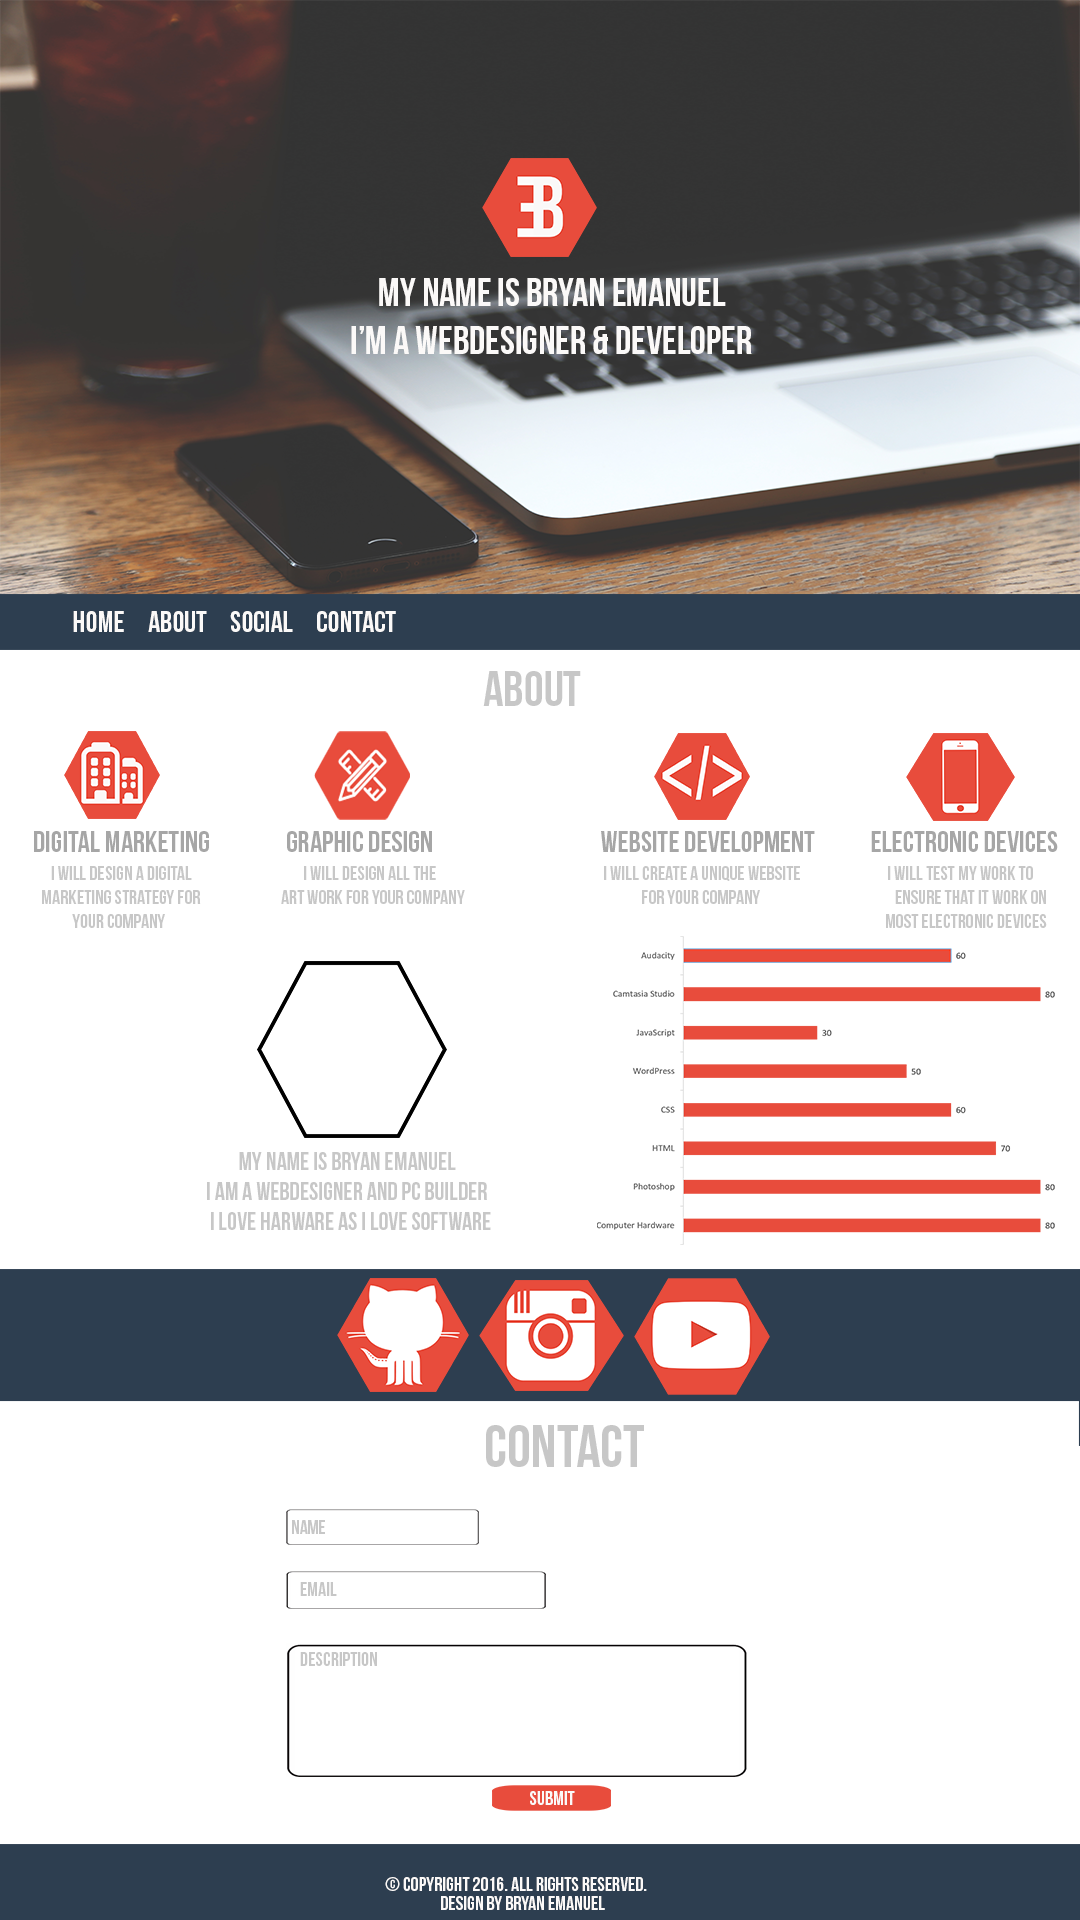 MY NAME IS BRYAN EMANUEL
I'M A WEBDESIGNER & DEVELOPER
HOME ABOUT SOCIAL CONTACT
ABOUT
DIGITAL MARKETING
I WILL DESIGN A DIGITAL
MARKETING STRATEGY FOR
YOUR COMPANY
GRAPHIC DESIGN
I WILL DESIGN ALL THE
ART WORK FOR YOUR COMPANY
WEBSITE DEVELOPMENT
I WILL CREATE A UNIQUE WEBSITE
FOR YOUR COMPANY
ELECTRONIC DEVICES
I WILL TEST MY WORK TO
ENSURE THAT IT WORK ON
MOST ELECTRONIC DEVICES
MY NAME IS BRYAN EMANUEL
I AM A WEBDESIGNER AND PC BUILDER
I LOVE HARWARE AS I LOVE SOFTWARE
Audacity 60
Camtasia Studio 80
JavaScript 30
WordPress 50
CSS 60
HTML 70
Photoshop 80
Computer Hardware 80
CONTACT
NAME
EMAIL
DESCRIPTION
SUBMIT
© COPYRIGHT 2016. ALL RIGHTS RESERVED.
DESIGN BY BRYAN EMANUEL